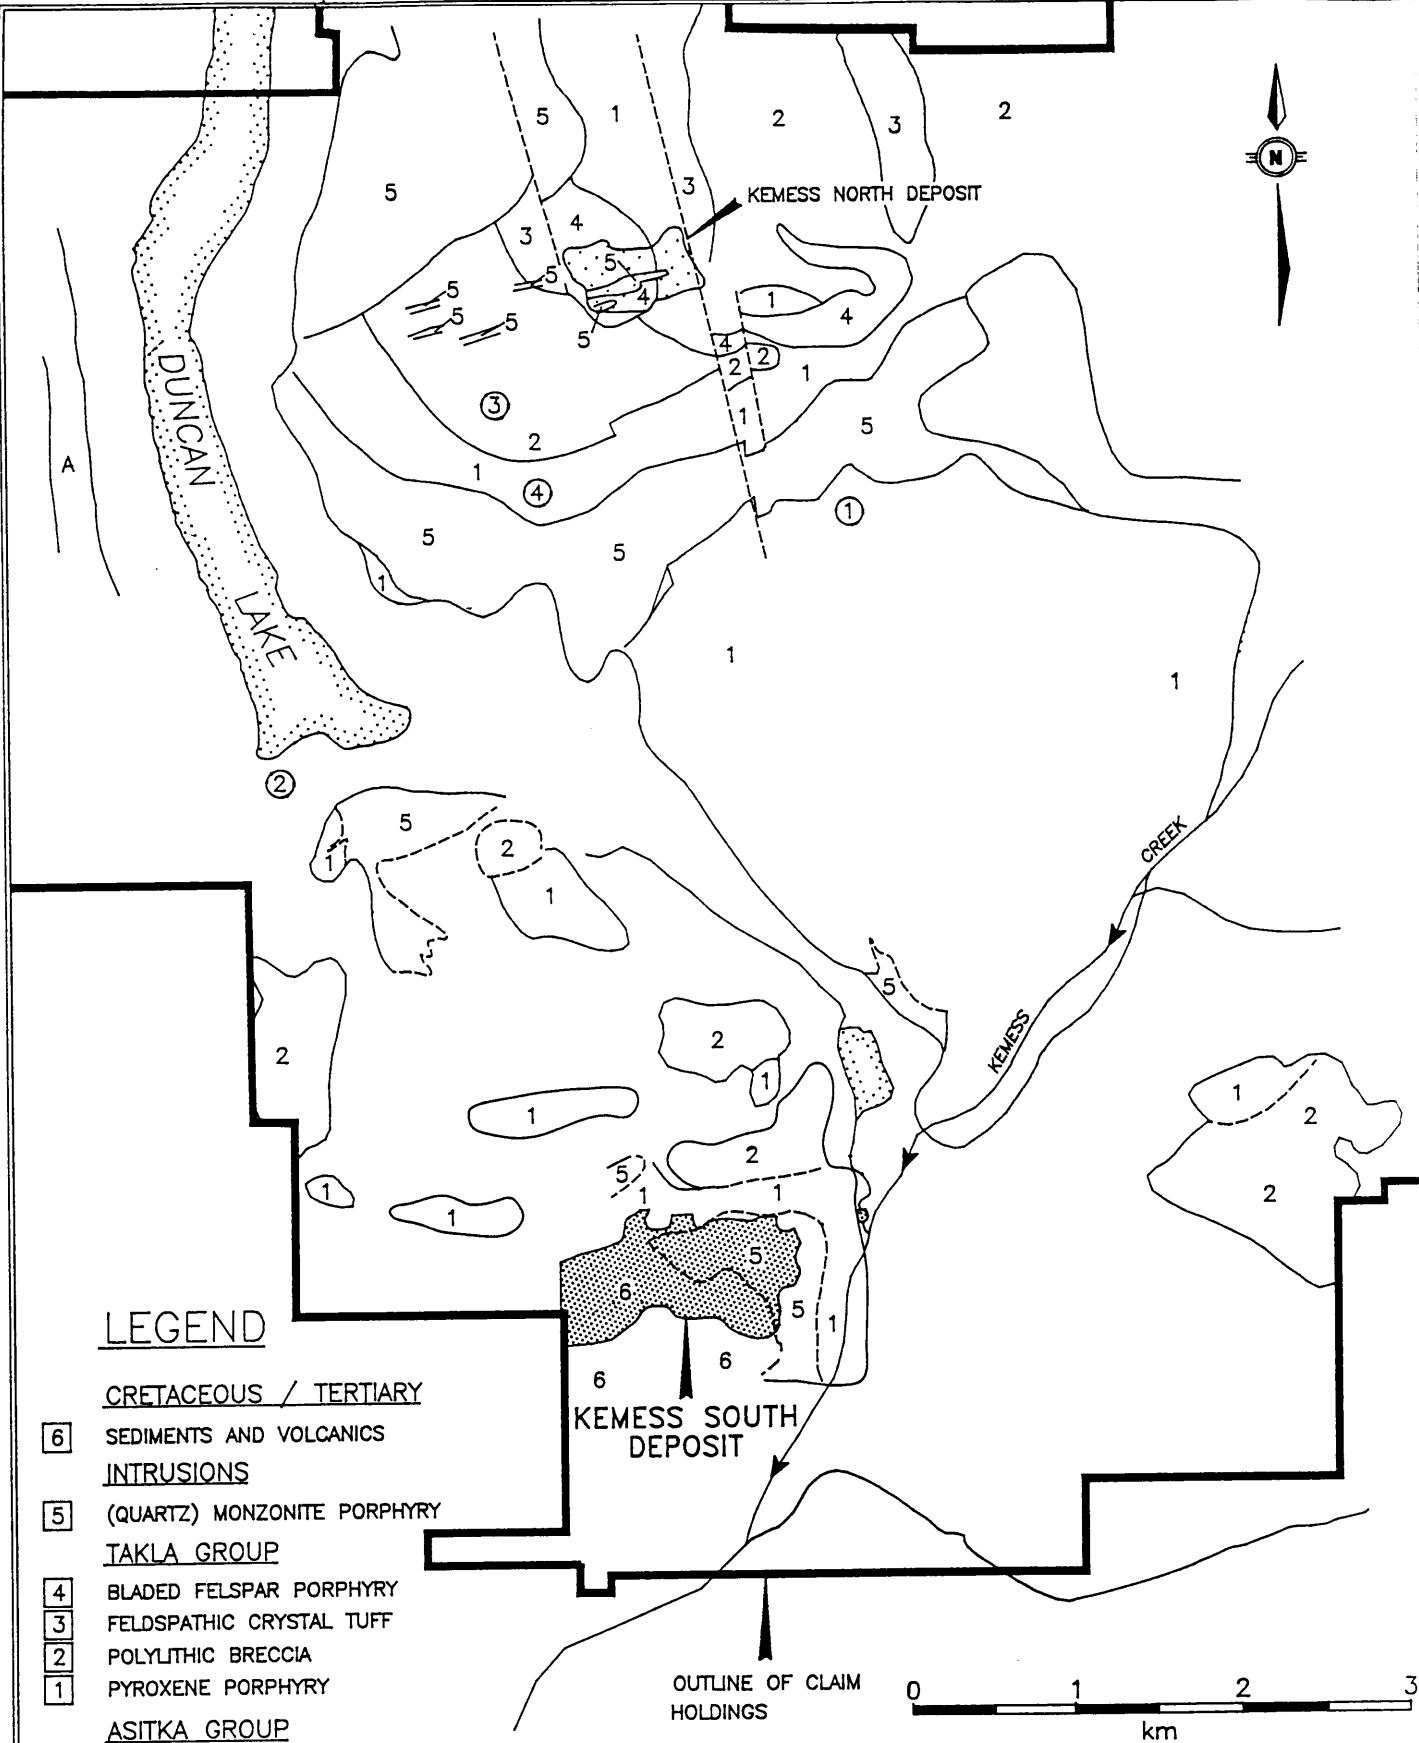 5
1
2
3
2
N
5
3
KEMESS NORTH DEPOSIT
4
3
5
5
5
4
1
4
5
5
5
4
2
2
1
DUNCAN
3
1
5
A
2
1
4
1
5
5
1
LAKE
1
1
2
5
CREEK
1
2
1
5
KEMESS
2
2
1
1
1
2
2
5
1
1
2
1
1
5
6
5
1
LEGEND
6
6
CRETACEOUS / TERTIARY
KEMESS SOUTH
DEPOSIT
6 SEDIMENTS AND VOLCANICS
INTRUSIONS
5 (QUARTZ) MONZONITE PORPHYRY
TAKLA GROUP
4 BLADED FELSPAR PORPHYRY
3 FELDSPATHIC CRYSTAL TUFF
2 POLYLITHIC BRECCIA
1 PYROXENE PORPHYRY
ASITKA GROUP
OUTLINE OF CLAIM
HOLDINGS
0 1 2 3
km